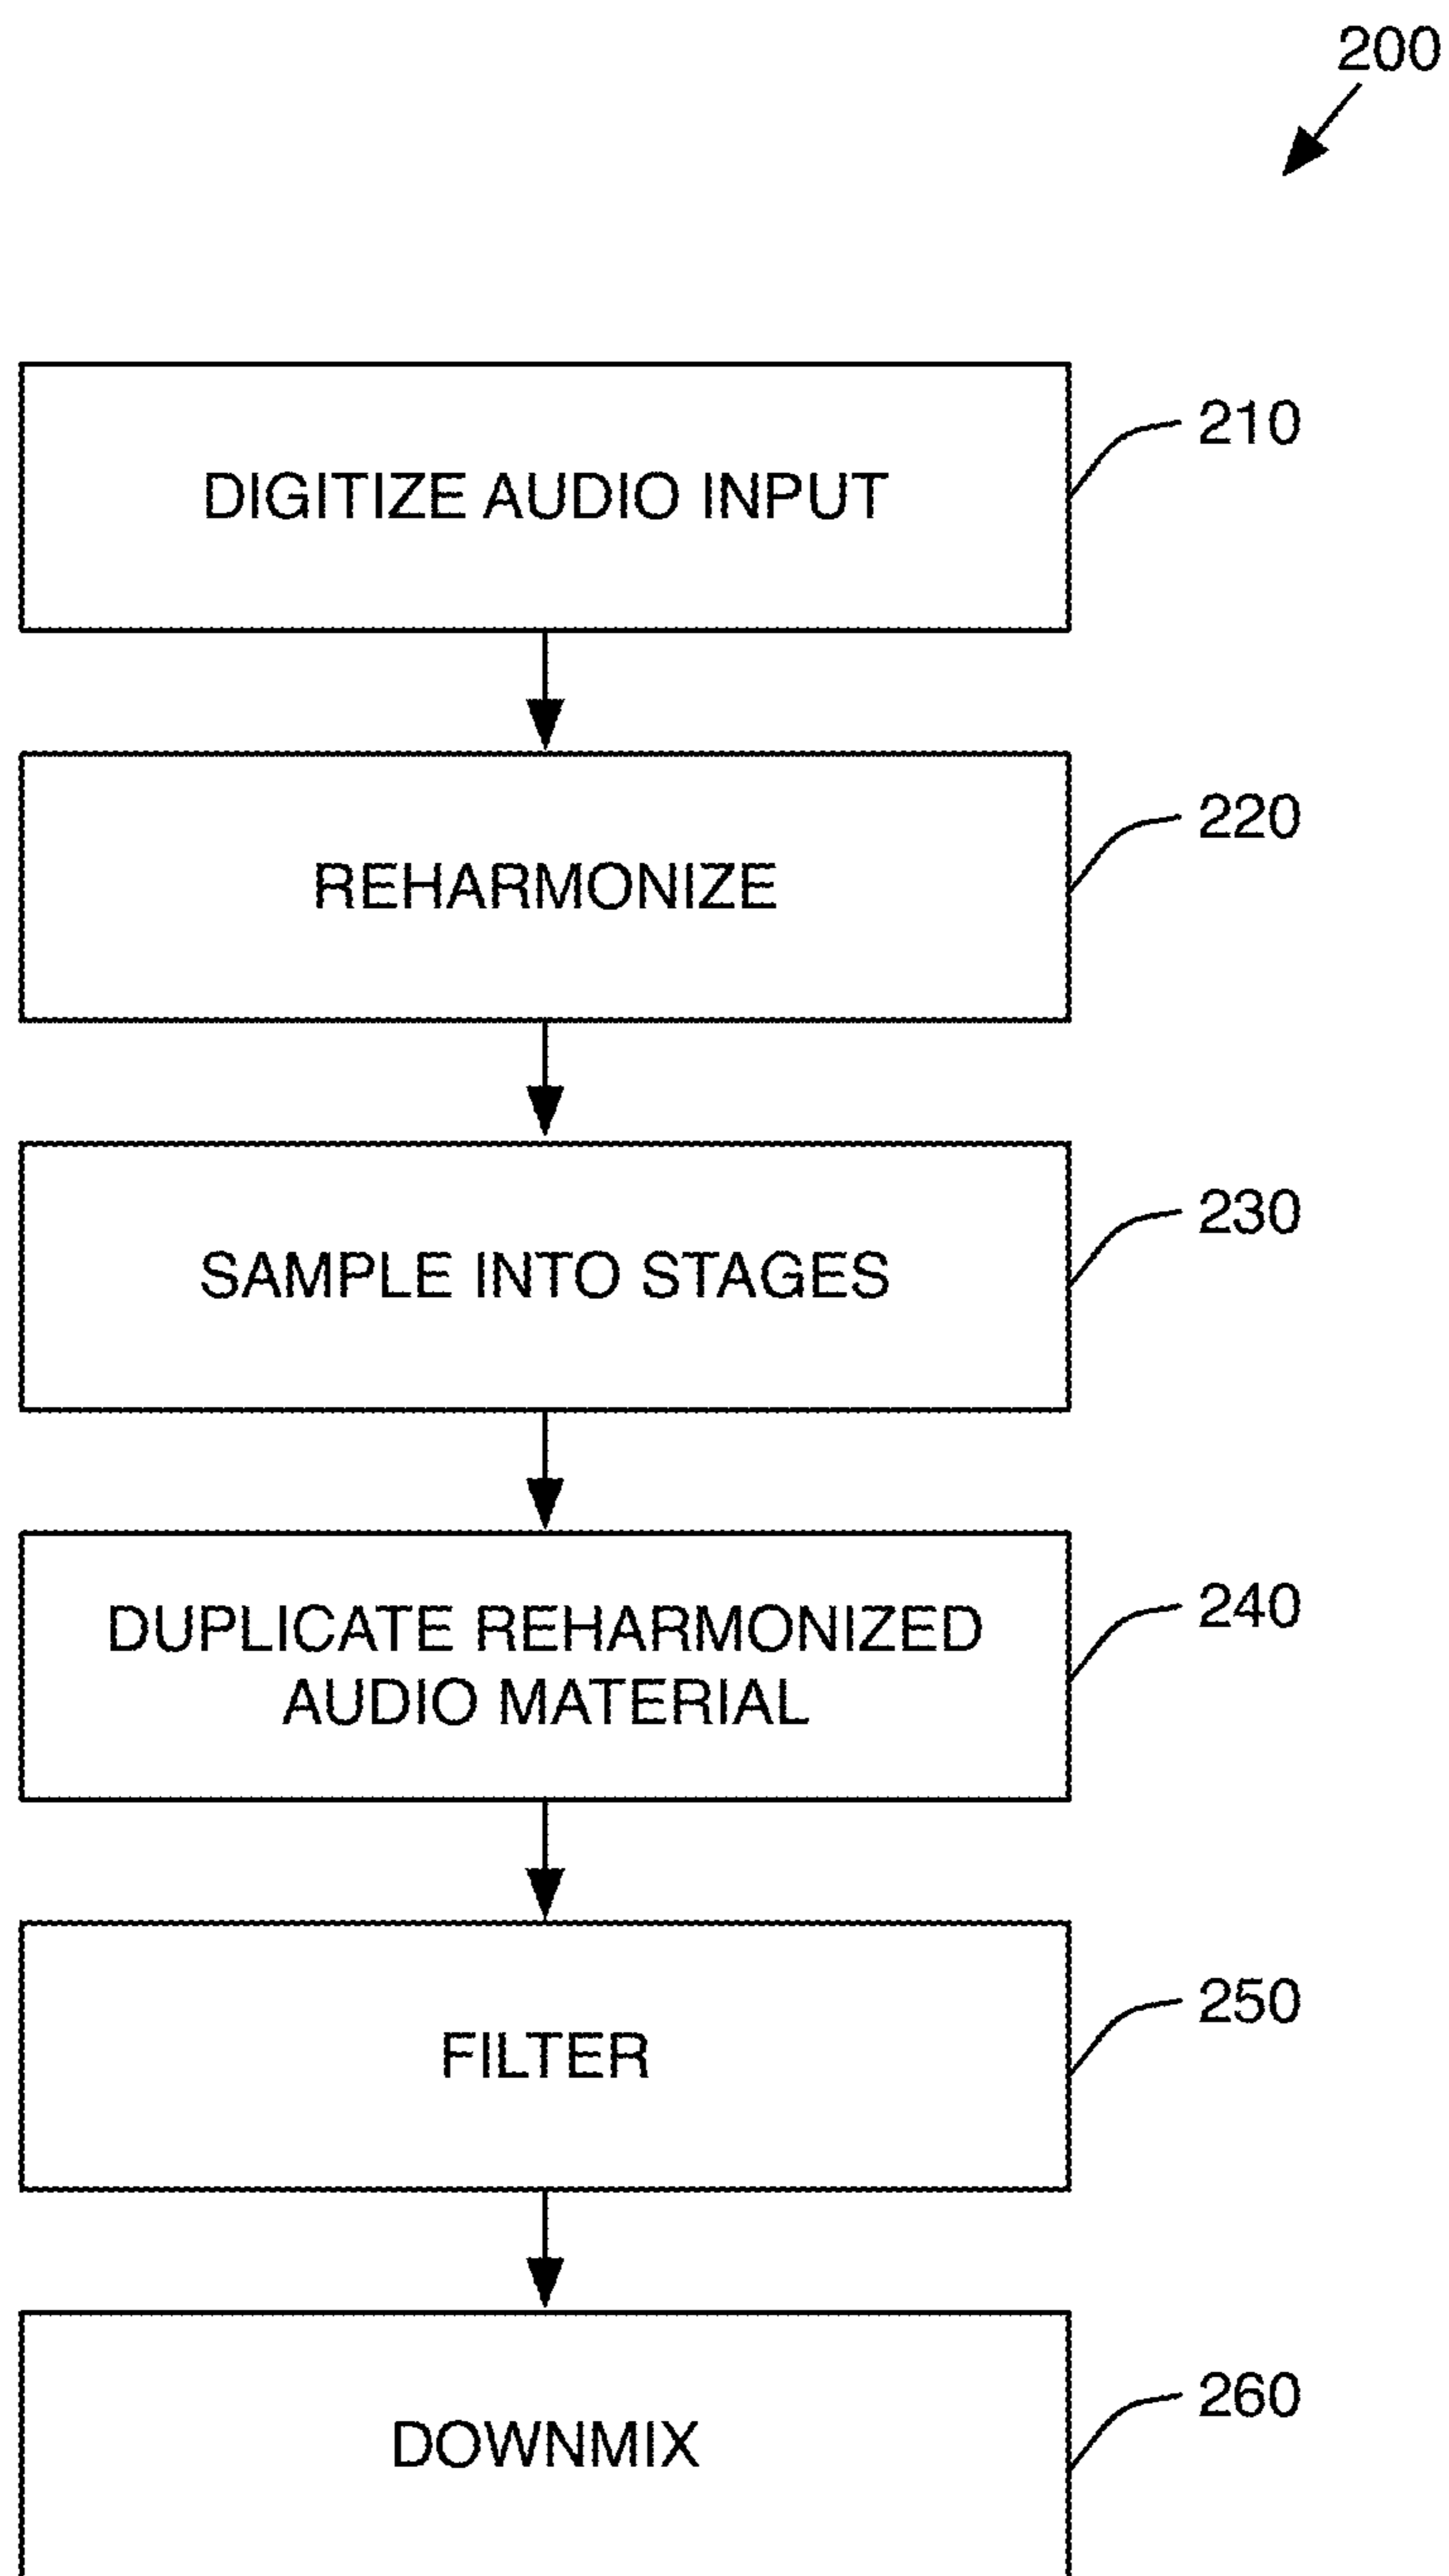 200
DIGITIZE AUDIO INPUT
210
REHARMONIZE
220
SAMPLE INTO STAGES
230
DUPLICATE REHARMONIZED
AUDIO MATERIAL
240
FILTER
250
DOWNMIX
260